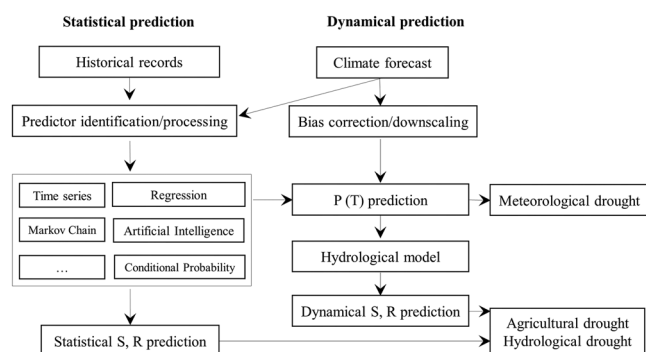 Statistical prediction
Dynamical prediction
Historical records
Climate forecast
Predictor identification/processing
Bias correction/downscaling
Time series
Regression
P (T) prediction
Meteorological drought
Markov Chain
Artificial Intelligence
Hydrological model
…
Conditional Probability
Dynamical S, R prediction
Statistical S, R prediction
Agricultural drought
Hydrological drought